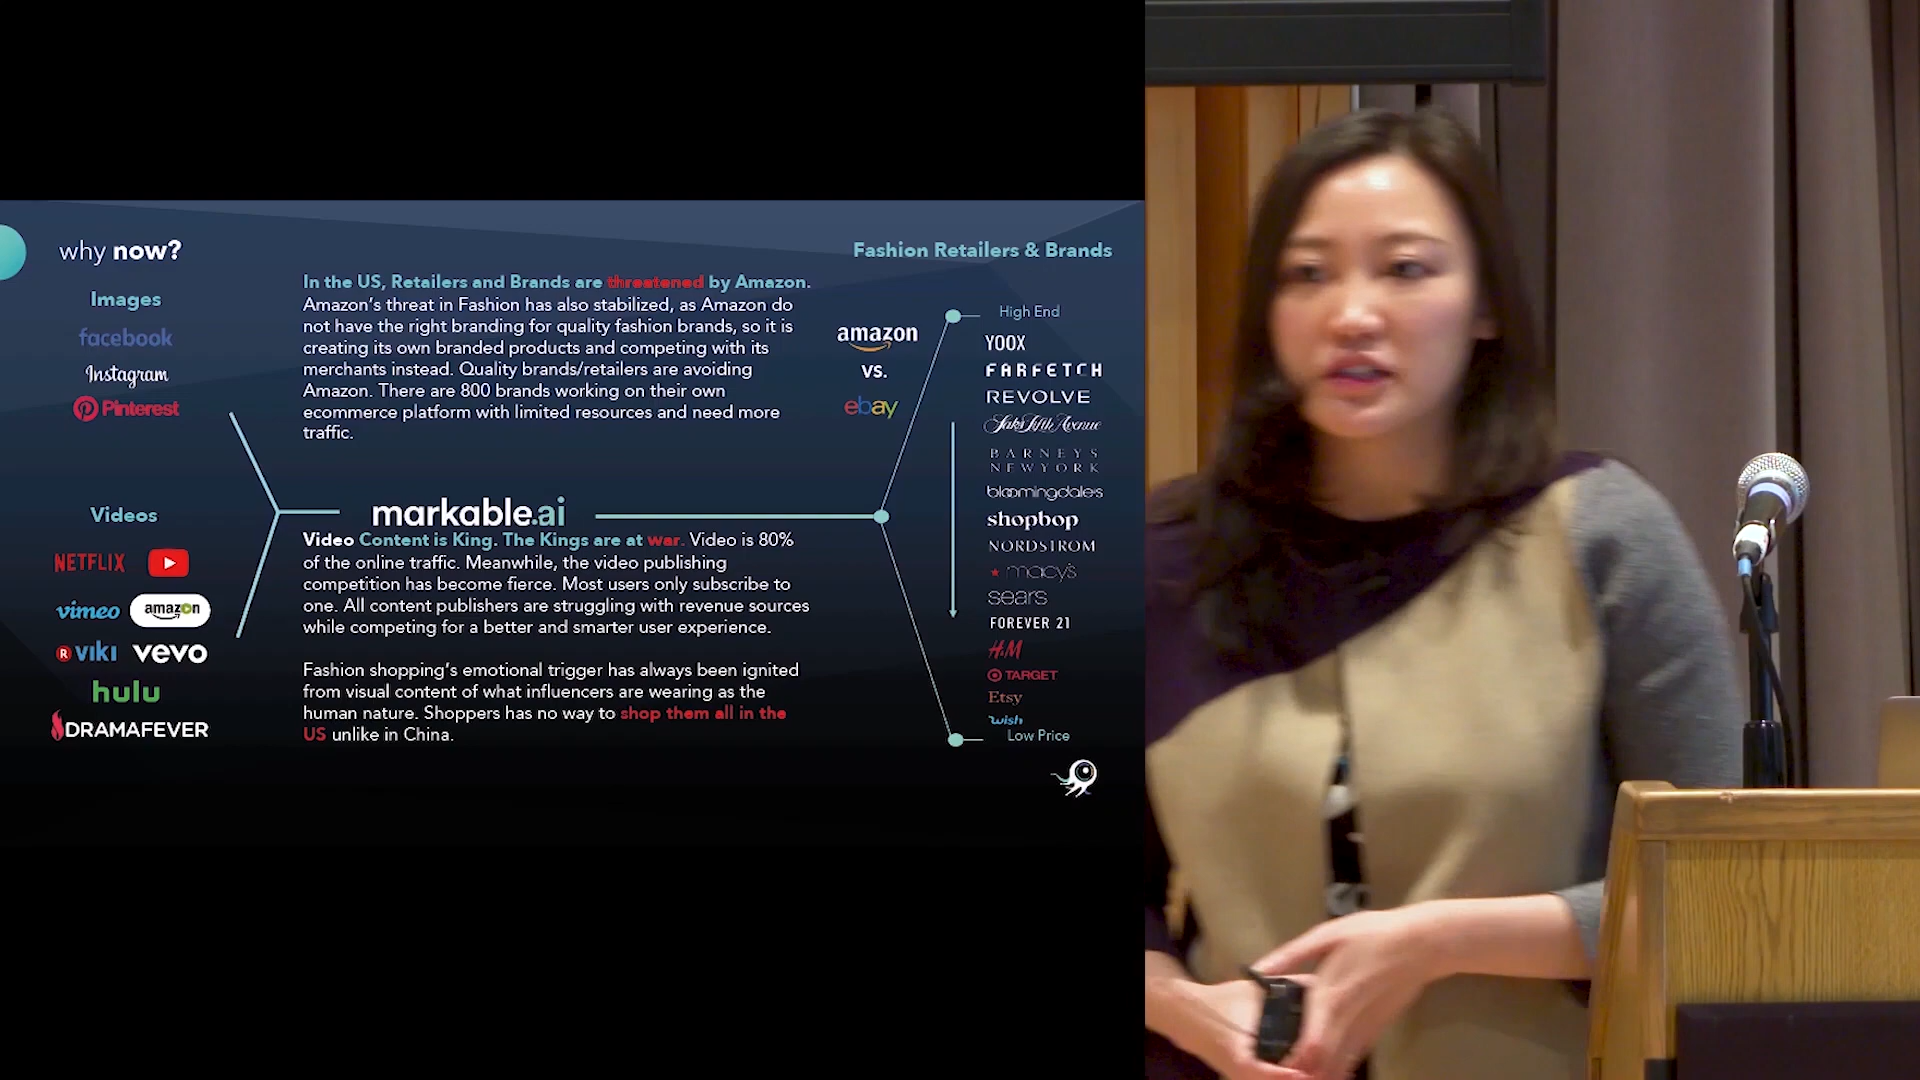 why now?
Images
facebook
Instagram
Pinterest
Videos
NETFLIX
vimeo amazon
R VIKI vevo
hulu
DRAMAFEVER
In the US, Retailers and Brands are threatened by Amazon.
Amazon's threat in Fashion has also stabilized, as Amazon do
not have the right branding for quality fashion brands, so it is
creating its own branded products and competing with its
merchants instead. Quality brands/retailers are avoiding
Amazon. There are 800 brands working on their own
ecommerce platform with limited resources and need more
traffic.
markable.ai
Video Content is King. The Kings are at war. Video is 80%
of the online traffic. Meanwhile, the video publishing
competition has become fierce. Most users only subscribe to
one. All content publishers are struggling with revenue sources
while competing for a better and smarter user experience.
Fashion shopping's emotional trigger has always been ignited
from visual content of what influencers are wearing as the
human nature. Shoppers has no way to shop them all in the
US unlike in China.
amazon
vs.
ebay
Fashion Retailers & Brands
High End
YOOX
FARFETCH
REVOLVE
Saks Fifth Avenue
BARNEYS
NEWYORK
bloomingdale's
shopbop
NORDSTROM
macy's
sears
FOREVER 21
H&M
TARGET
Etsy
wish
Low Price